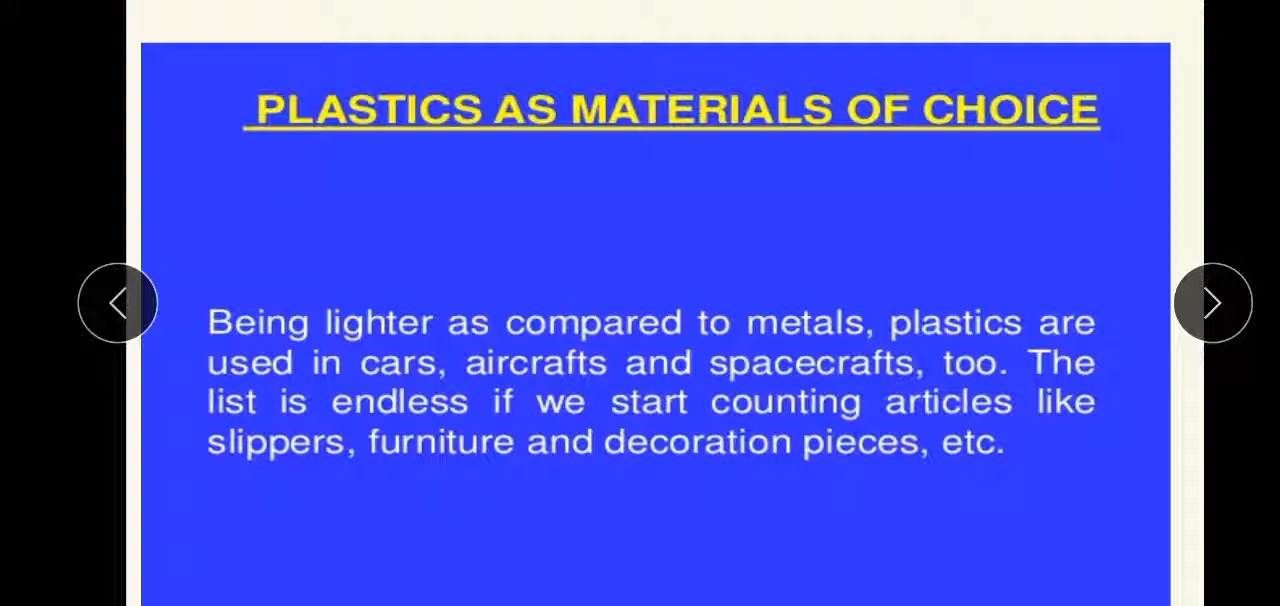 PLASTICS AS MATERIALS OF CHOICE
Being lighter as compared to metals, plastics are
used in cars, aircrafts and spacecrafts, too. The
list is endless if we start counting articles like
slippers, furniture and decoration pieces, etc.